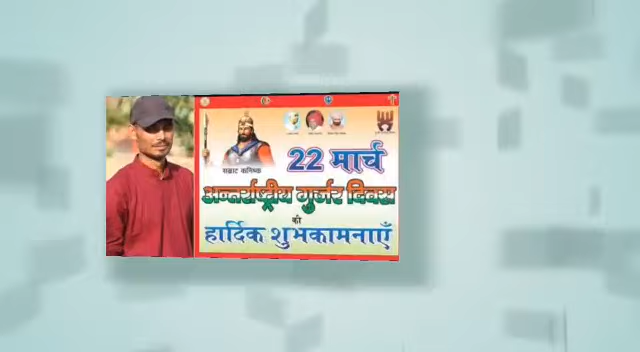 सम्राट कनिष्क
22 मार्च
अन्तर्राष्ट्रीय गुर्जर दिवस
की
हार्दिक शुभकामनाएँ